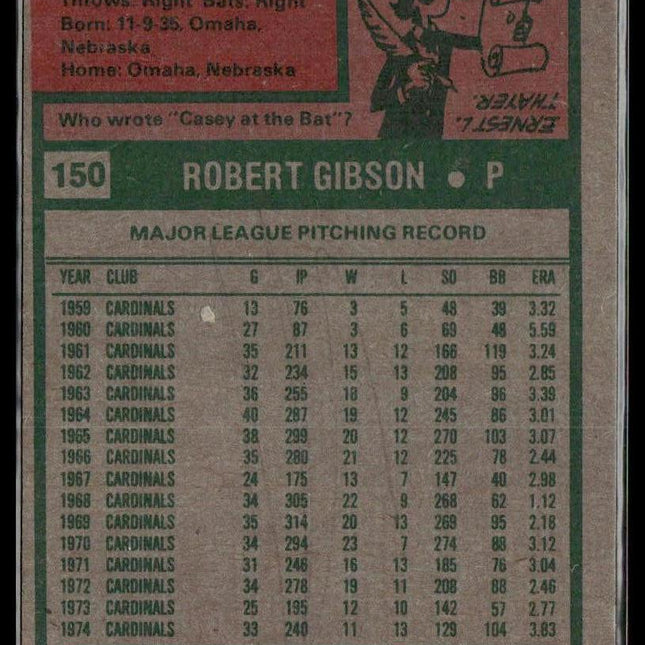 Throws: Right Bats: Right
Born: 11-9-35, Omaha,
Nebraska
Home: Omaha, Nebraska
Who wrote "Casey at the Bat"?
ERNEST L.
THAYER.
150 ROBERT GIBSON • P
MAJOR LEAGUE PITCHING RECORD
YEAR CLUB G IP W L SO BB ERA
1959 CARDINALS 13 76 3 5 48 39 3.32
1960 CARDINALS 27 87 3 6 69 48 5.59
1961 CARDINALS 35 211 13 12 166 119 3.24
1962 CARDINALS 32 234 15 13 208 95 2.85
1963 CARDINALS 36 255 18 9 204 96 3.39
1964 CARDINALS 40 287 19 12 245 86 3.01
1965 CARDINALS 38 299 20 12 270 103 3.07
1966 CARDINALS 35 280 21 12 225 78 2.44
1967 CARDINALS 24 175 13 7 147 40 2.98
1968 CARDINALS 34 305 22 9 268 62 1.12
1969 CARDINALS 35 314 20 13 269 95 2.18
1970 CARDINALS 34 294 23 7 274 88 3.12
1971 CARDINALS 31 246 16 13 185 76 3.04
1972 CARDINALS 34 278 19 11 208 88 2.46
1973 CARDINALS 25 195 12 10 142 57 2.77
1974 CARDINALS 33 240 11 13 129 104 3.83